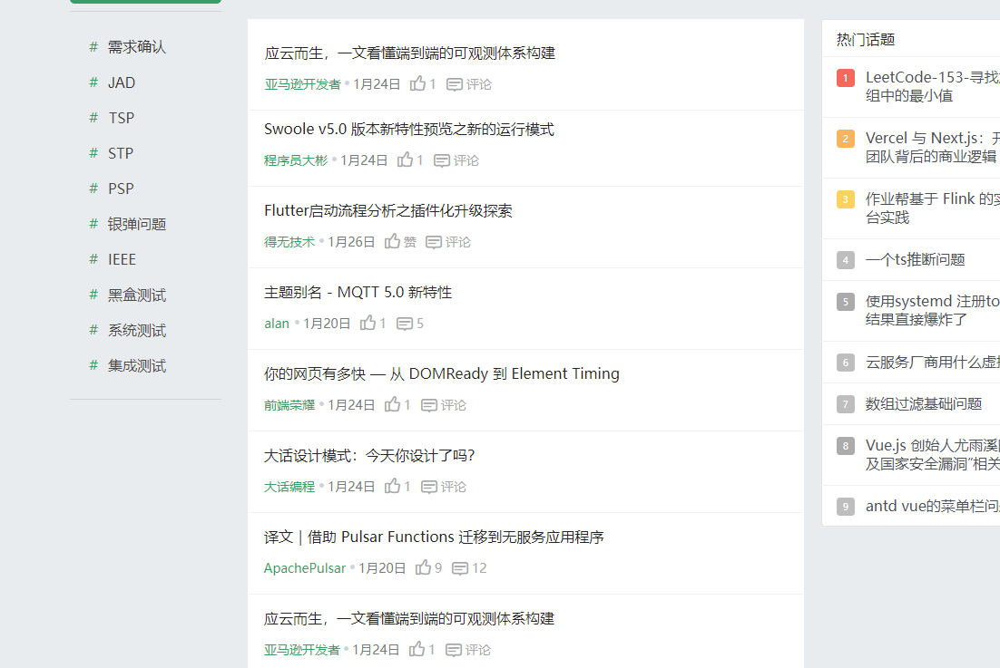 # 需求确认
# JAD
# TSP
# STP
# PSP
# 银弹问题
# IEEE
# 黑盒测试
# 系统测试
# 集成测试
应云而生，一文看懂端到端的可观测体系构建
亚马逊开发者 • 1月24日 1 评论
Swoole v5.0 版本新特性预览之新的运行模式
程序员大彬 • 1月24日 1 评论
Flutter启动流程分析之插件化升级探索
得无技术 • 1月26日 赞 评论
主题别名 - MQTT 5.0 新特性
alan • 1月20日 1 5
你的网页有多快 — 从 DOMReady 到 Element Timing
前端荣耀 • 1月24日 1 评论
大话设计模式：今天你设计了吗？
大话编程 • 1月24日 1 评论
译文 | 借助 Pulsar Functions 迁移到无服务应用程序
ApachePulsar • 1月20日 9 12
应云而生，一文看懂端到端的可观测体系构建
亚马逊开发者 • 1月24日 1 评论
热门话题
1 LeetCode-153-寻找
组中的最小值
2 Vercel 与 Next.js：
团队背后的商业逻辑
3 作业帮基于 Flink 的实
台实践
4 一个ts推断问题
5 使用systemd 注册to
结果直接爆炸了
6 云服务厂商用什么虚
7 数组过滤基础问题
8 Vue.js 创始人尤雨溪
及国家安全漏洞”相关
9 antd vue的菜单栏问